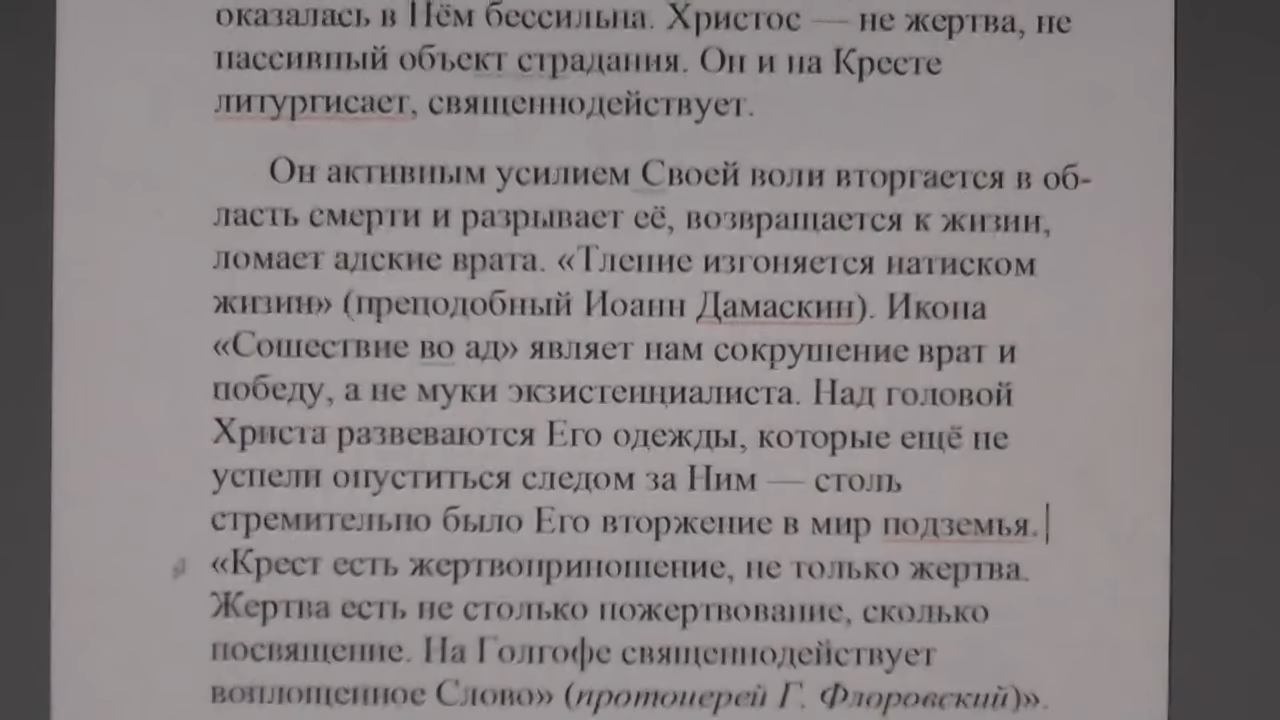 оказалась в Нём бессильна. Христос — не жертва, не
пассивный объект страдания. Он и на Кресте
литургисает, священнодействует.
Он активным усилием Своей воли вторгается в об-
ласть смерти и разрывает её, возвращается к жизни,
ломает адские врата. «Тление изгоняется натиском
жизни» (преподобный Иоанн Дамаскин). Икона
«Сошествие во ад» являет нам сокрушение врат и
победу, а не муки экзистенциалиста. Над головой
Христа развеваются Его одежды, которые ещё не
успели опуститься следом за Ним — столь
стремительно было Его вторжение в мир подземья.
«Крест есть жертвоприношение, не только жертва.
Жертва есть не столько пожертвование, сколько
посвящение. На Голгофе священнодействует
воплощенное Слово» (протоиерей Г. Флоровский)».